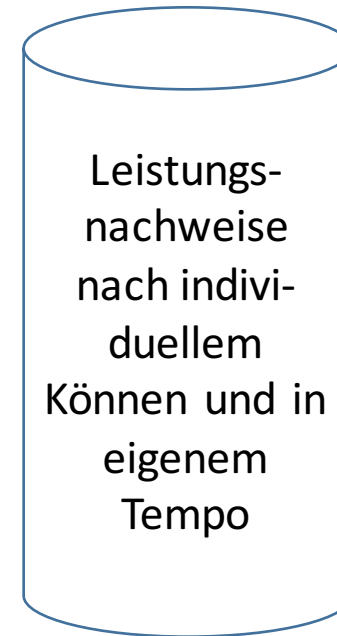 Leistungs-
nachweise
nach indivi-
duellem
Können und in
eigenem
Tempo